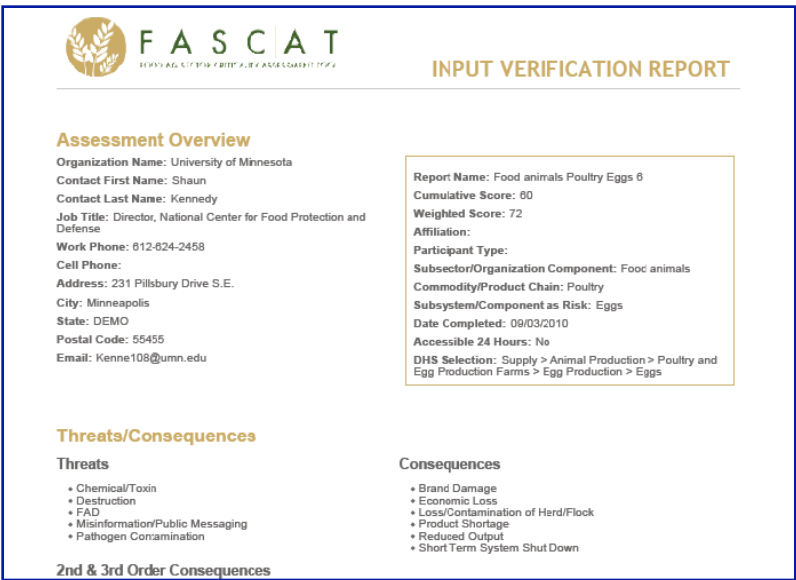 FASCAT
FOOD AG SECTOR CRITICALITY ASSESSMENT TOOL
INPUT VERIFICATION REPORT
Assessment Overview
Organization Name: University of Minnesota
Contact First Name: Shaun
Contact Last Name: Kennedy
Job Title: Director, National Center for Food Protection and
Defense
Work Phone: 612-624-2458
Cell Phone:
Address: 231 Pillsbury Drive S.E.
City: Minneapolis
State: DEMO
Postal Code: 55455
Email: Kenne108@umn.edu
Report Name: Food animals Poultry Eggs 6
Cumulative Score: 60
Weighted Score: 72
Affiliation:
Participant Type:
Subsector/Organization Component: Food animals
Commodity/Product Chain: Poultry
Subsystem/Component as Risk: Eggs
Date Completed: 09/03/2010
Accessible 24 Hours: No
DHS Selection: Supply > Animal Production > Poultry and
Egg Production Farms > Egg Production > Eggs
Threats/Consequences
Threats
• Chemical/Toxin
• Destruction
• FAD
• Misinformation/Public Messaging
• Pathogen Contamination
Consequences
• Brand Damage
• Economic Loss
• Loss/Contamination of Herd/Flock
• Product Shortage
• Reduced Output
• Short Term System Shut Down
2nd & 3rd Order Consequences